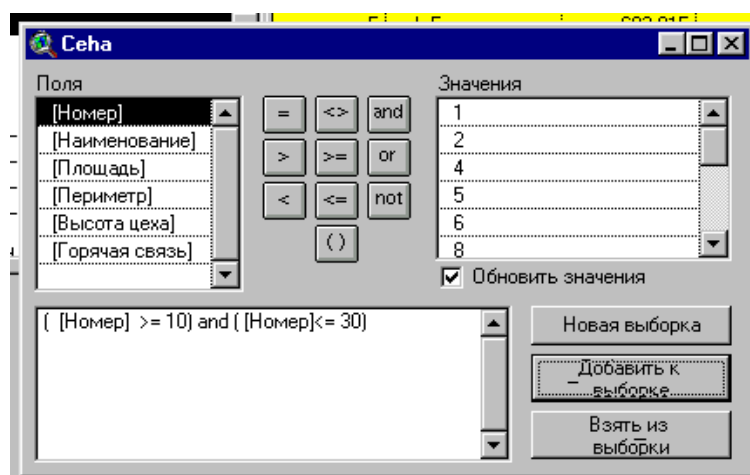 Ceha
Поля
Значения
[Номер]
[Наименование]
[Площадь]
[Периметр]
[Высота цеха]
[Горячая связь]
= <> and
> >= or
< <= not
( )
1
2
4
5
6
8
Обновить значения
( [Номер] >= 10) and ( [Номер]<= 30)
Новая выборка
Добавить к
выборке
Взять из
выборки